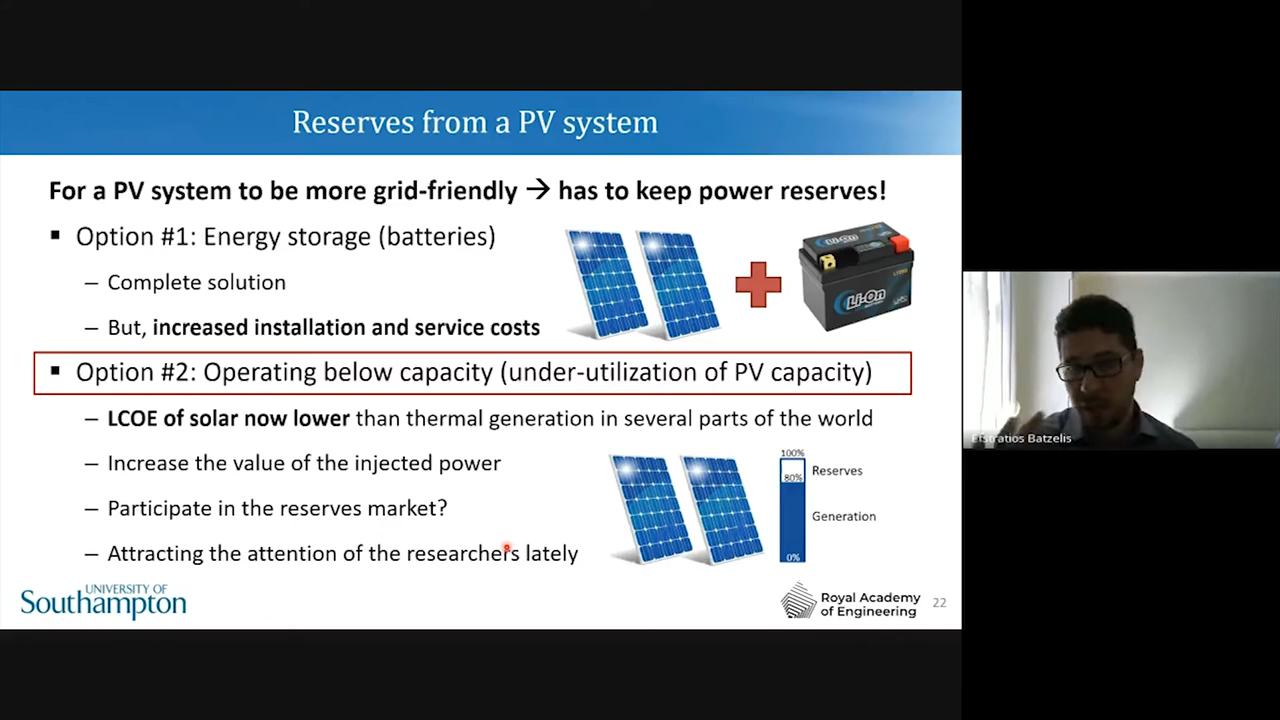 Reserves from a PV system
For a PV system to be more grid-friendly → has to keep power reserves!
▪ Option #1: Energy storage (batteries)
– Complete solution
– But, increased installation and service costs
Li-On
Li-On
▪ Option #2: Operating below capacity (under-utilization of PV capacity)
– LCOE of solar now lower than thermal generation in several parts of the world
– Increase the value of the injected power
– Participate in the reserves market?
– Attracting the attention of the researchers lately
100%
80%
0%
Reserves
Generation
UNIVERSITY OF
Southampton
Royal Academy
of Engineering
22
Efstratios Batzelis